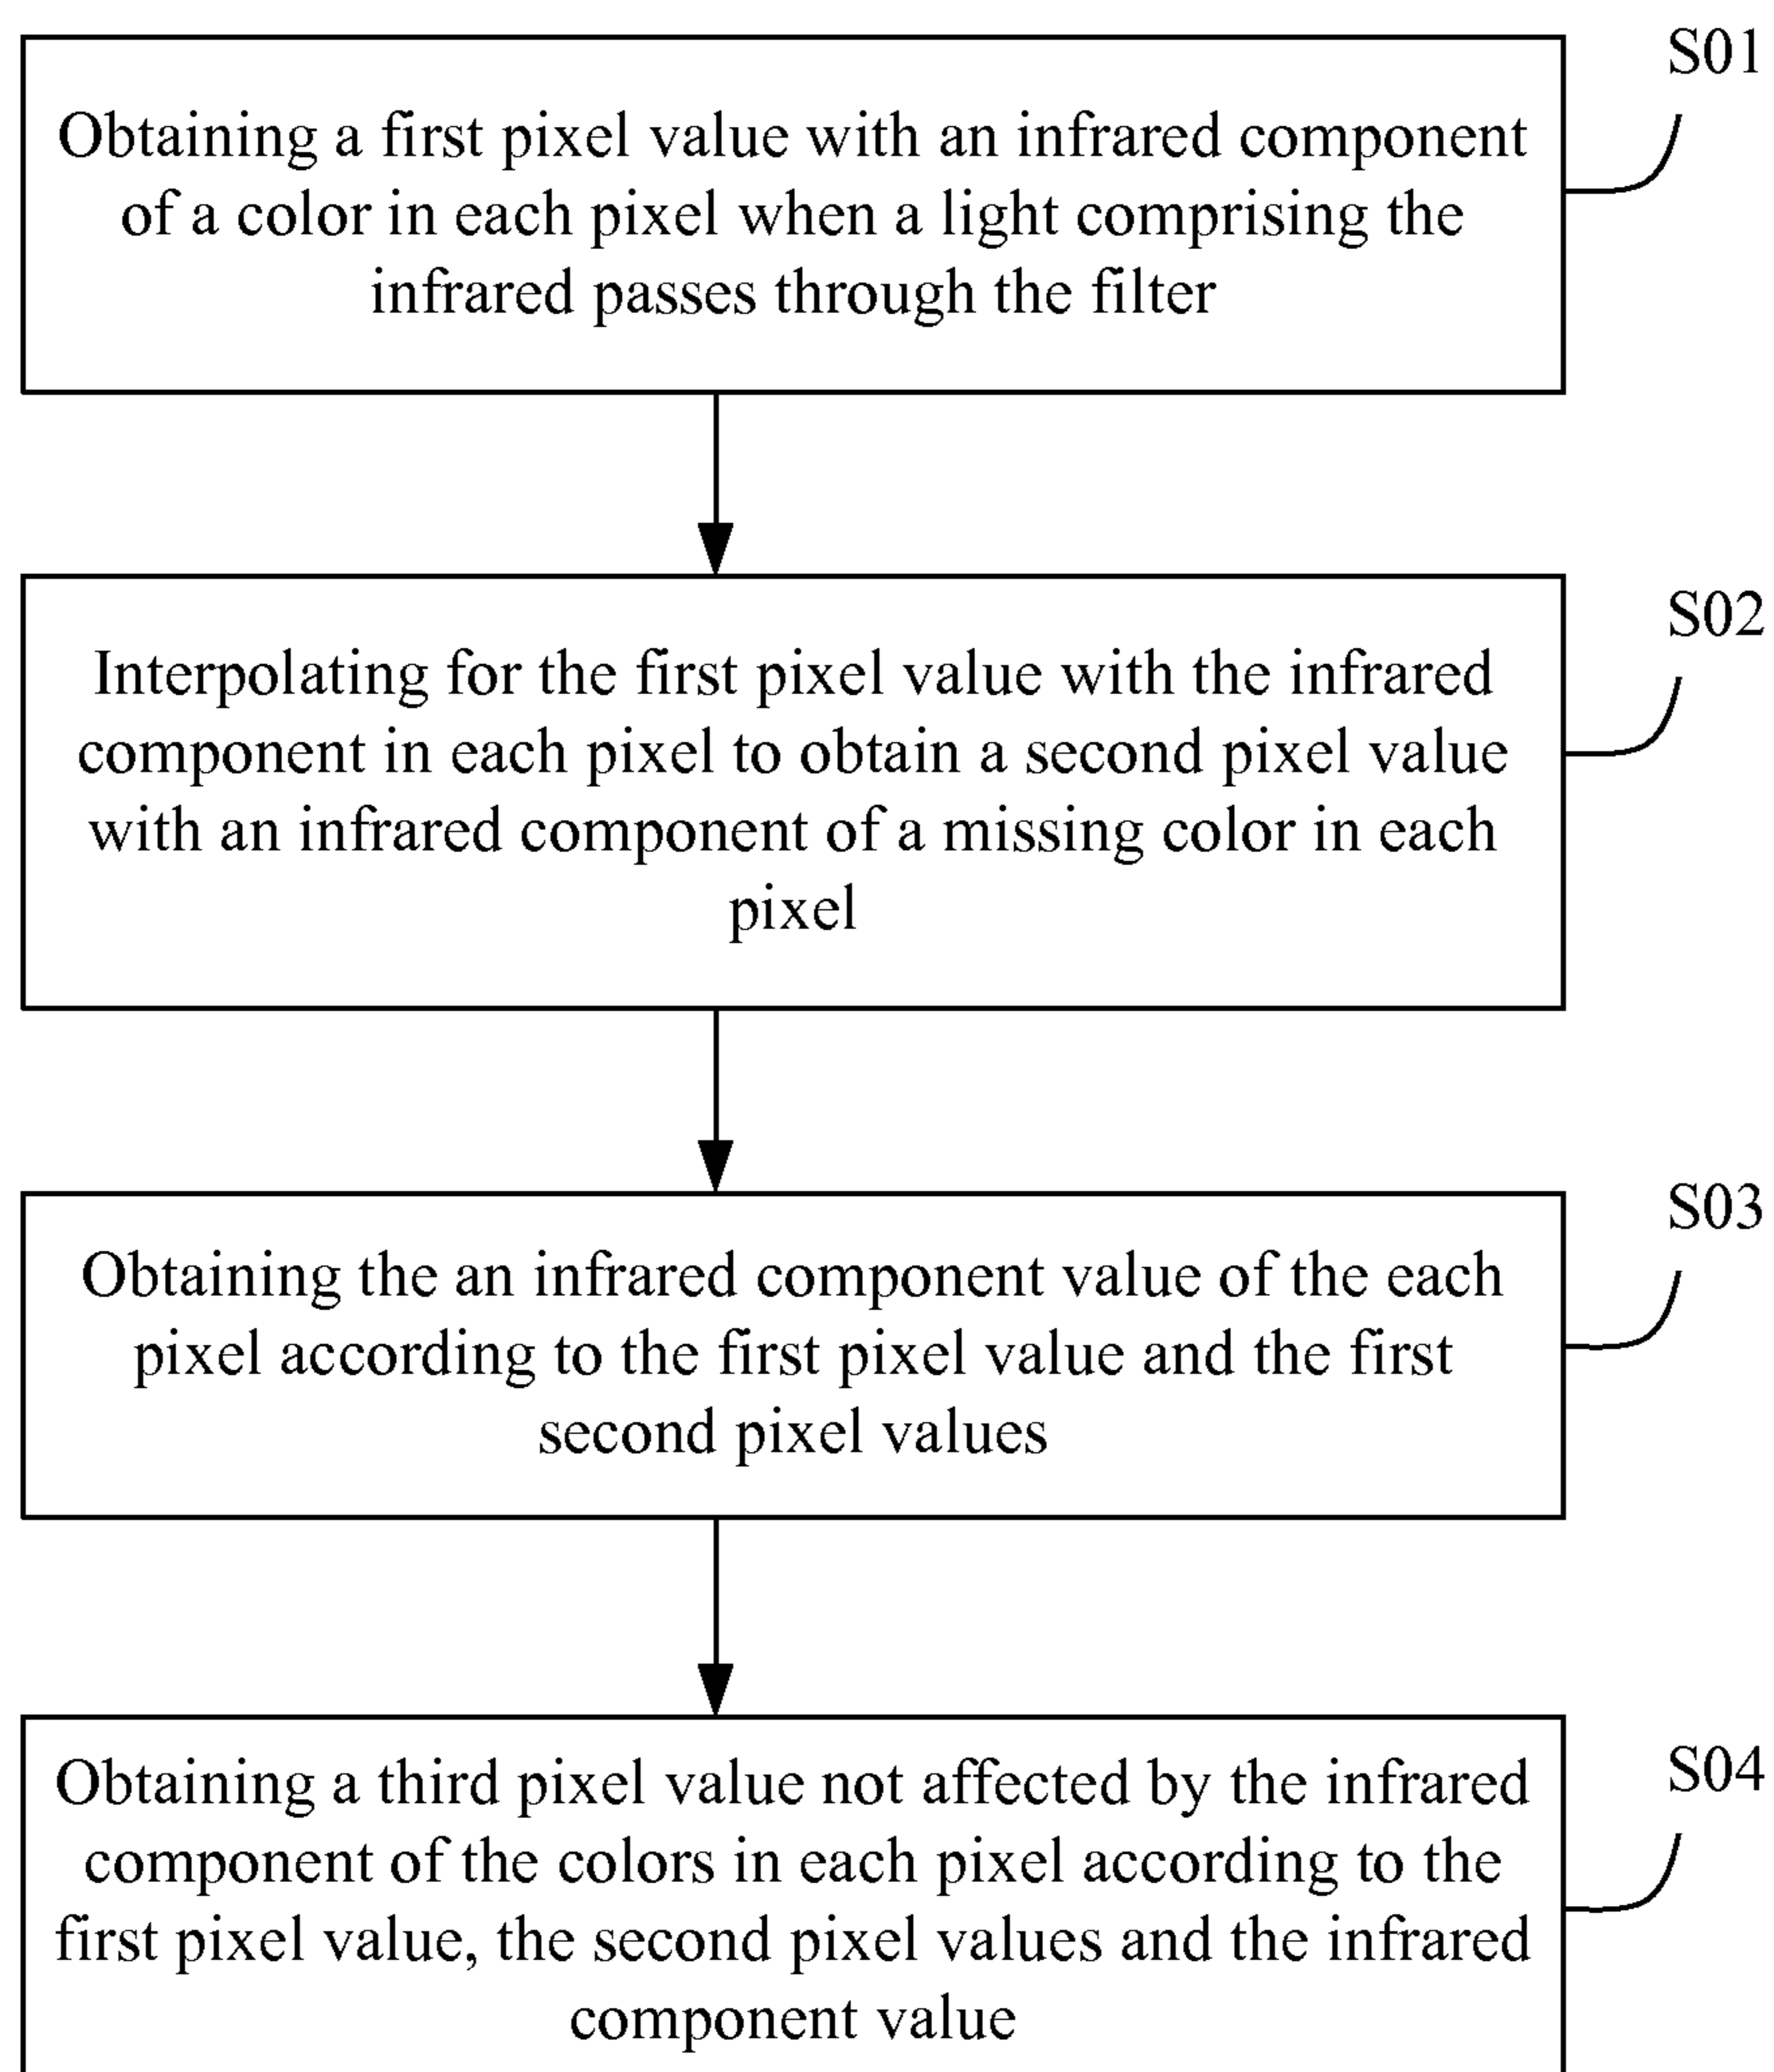 S01
Obtaining a first pixel value with an infrared component
of a color in each pixel when a light comprising the
infrared passes through the filter
S02
Interpolating for the first pixel value with the infrared
component in each pixel to obtain a second pixel value
with an infrared component of a missing color in each
pixel
S03
Obtaining the an infrared component value of the each
pixel according to the first pixel value and the first
second pixel values
S04
Obtaining a third pixel value not affected by the infrared
component of the colors in each pixel according to the
first pixel value, the second pixel values and the infrared
component value